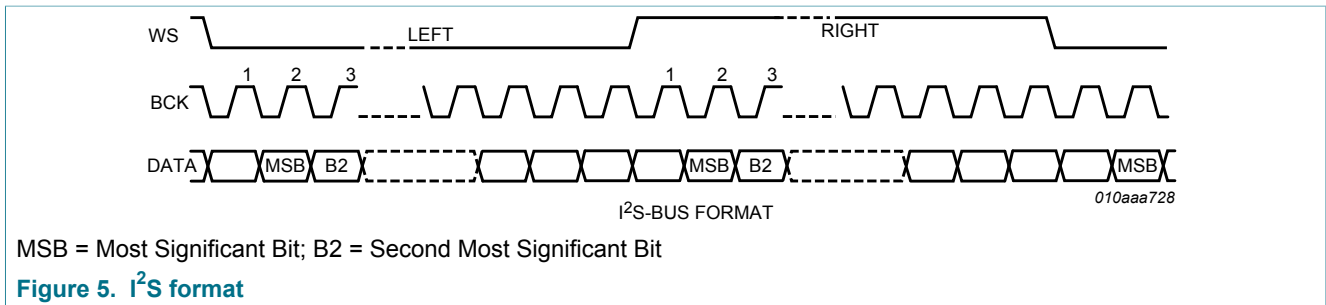 WS LEFT RIGHT
1 2 3 1 2 3
BCK
DATA MSB B2 MSB B2 MSB
010aaa728
I²S-BUS FORMAT
MSB = Most Significant Bit; B2 = Second Most Significant Bit
Figure 5. I²S format